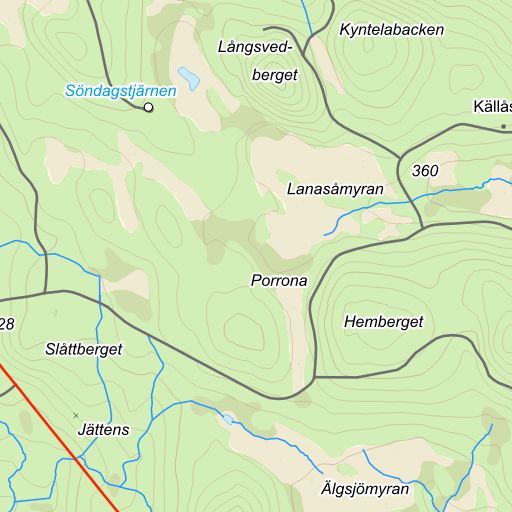 Kyntelabacken
Långsved-
berget
Söndagstjärnen
Källås
360
Lanasåmyran
Porrona
Hemberget
28
Slåttberget
Jättens
Älgsjömyran